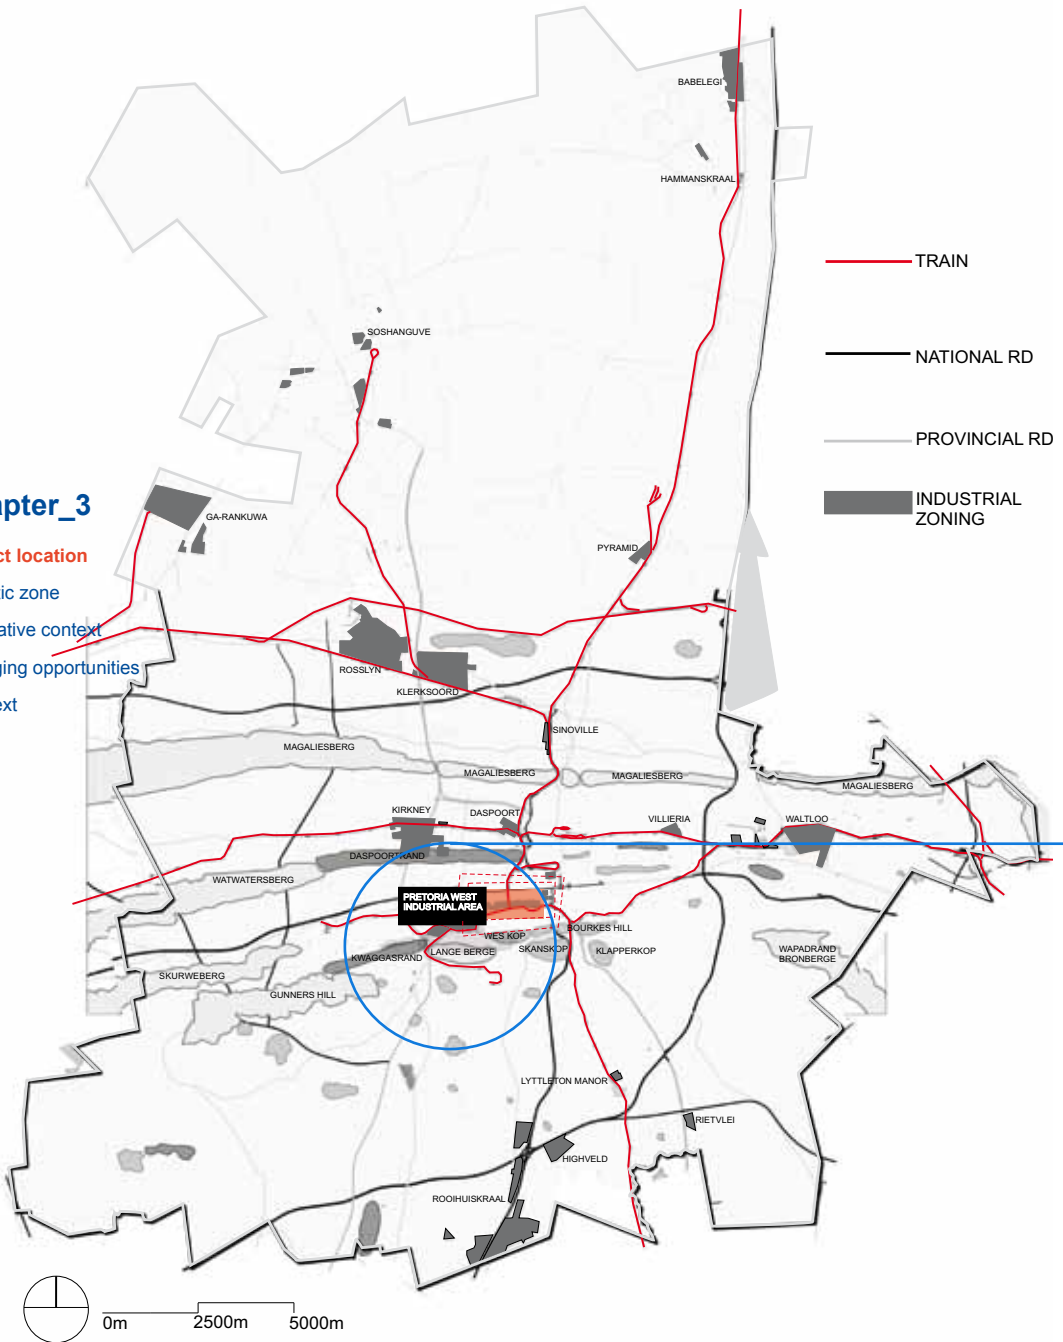 BABELEGI
HAMMANSKRAAL
TRAIN
SOSHANGUVE
NATIONAL RD
PROVINCIAL RD
apter_3
INDUSTRIAL
ZONING
GA-RANKUWA
ct location
PYRAMID
tic zone
ative context
ging opportunities
ext
ROSSLYN
KLERKSOORD
SINOVILLE
MAGALIESBERG
MAGALIESBERG
MAGALIESBERG
MAGALIESBERG
KIRKNEY
DASPOORT
VILLIERIA
WALTLOO
DASPOORTRAND
WATWATERSBERG
PRETORIA WEST
INDUSTRIAL AREA
BOURKES HILL
WES KOP
SKANSKOP
KLAPPERKOP
LANGE BERGE
KWAGGASRAND
WAPADRAND
BRONBERGE
SKURWEBERG
GUNNERS HILL
LYTTLETON MANOR
RIETVLEI
HIGHVELD
ROOIHUISKRAAL
0m
2500m
5000m